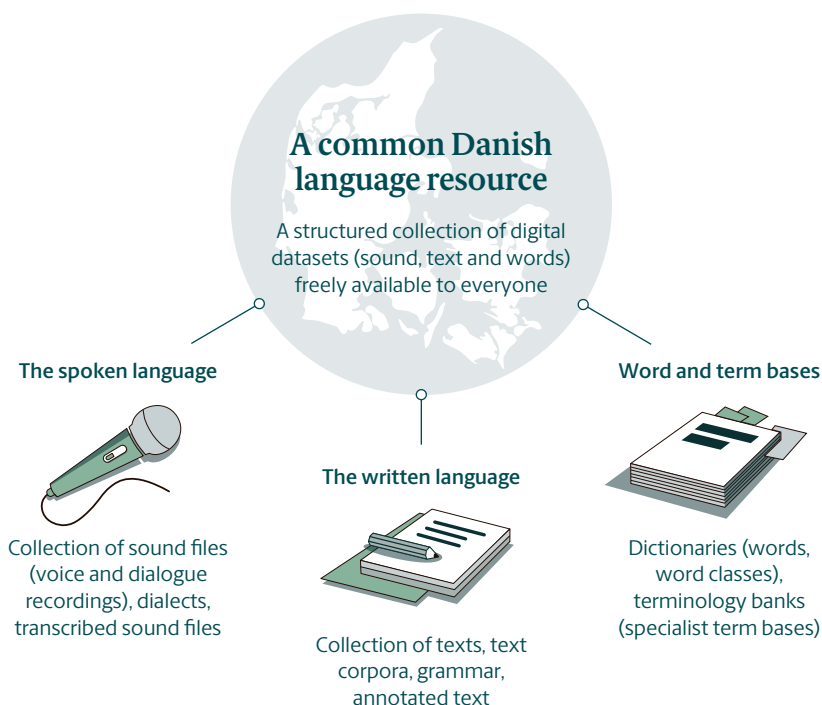 A common Danish
language resource
A structured collection of digital
datasets (sound, text and words)
freely available to everyone
The spoken language
Collection of sound files
(voice and dialogue
recordings), dialects,
transcribed sound files
The written language
Collection of texts, text
corpora, grammar,
annotated text
Word and term bases
Dictionaries (words,
word classes),
terminology banks
(specialist term bases)